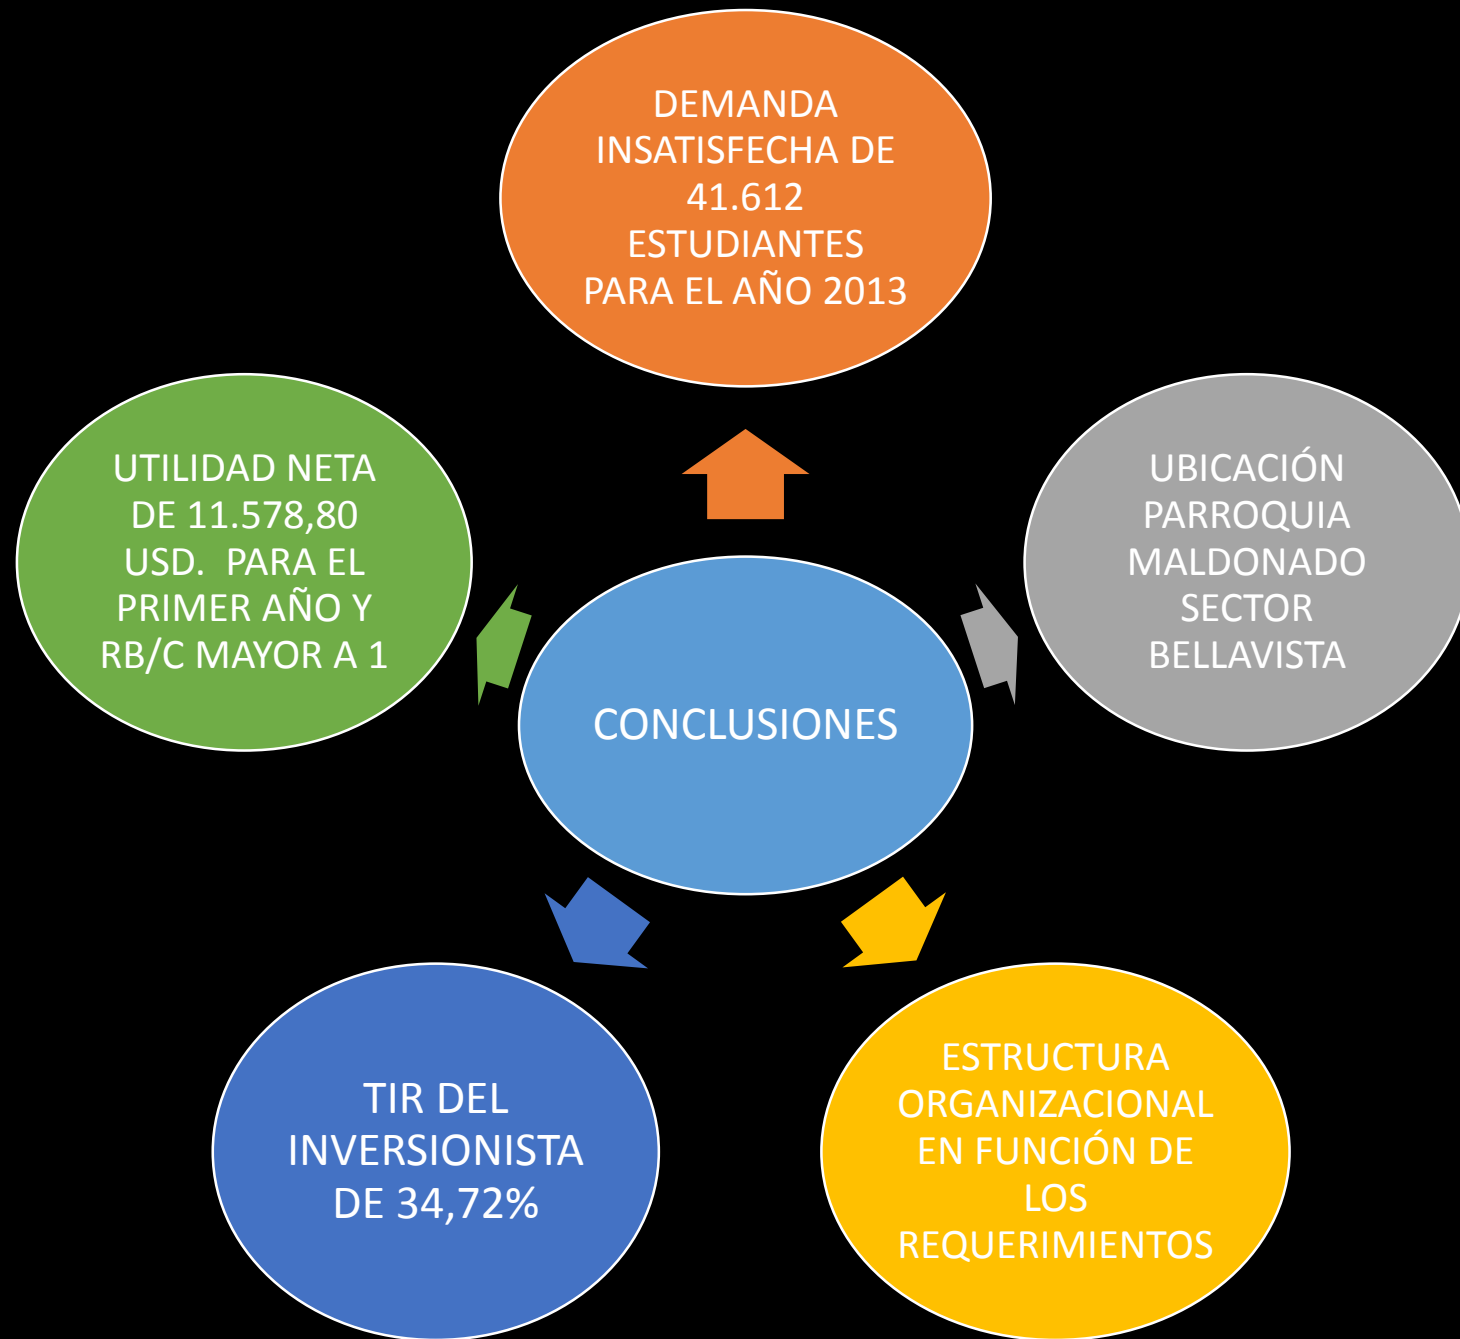 DEMANDA
INSATISFECHA DE
41.612
ESTUDIANTES
PARA EL AÑO 2013
UBICACIÓN
PARROQUIA
MALDONADO
SECTOR
BELLAVISTA
ESTRUCTURA
ORGANIZACIONAL
EN FUNCIÓN DE
LOS
REQUERIMIENTOS
TIR DEL
INVERSIONISTA
DE 34,72%
UTILIDAD NETA
DE 11.578,80
USD.  PARA EL
PRIMER AÑO Y
RB/C MAYOR A 1
CONCLUSIONES